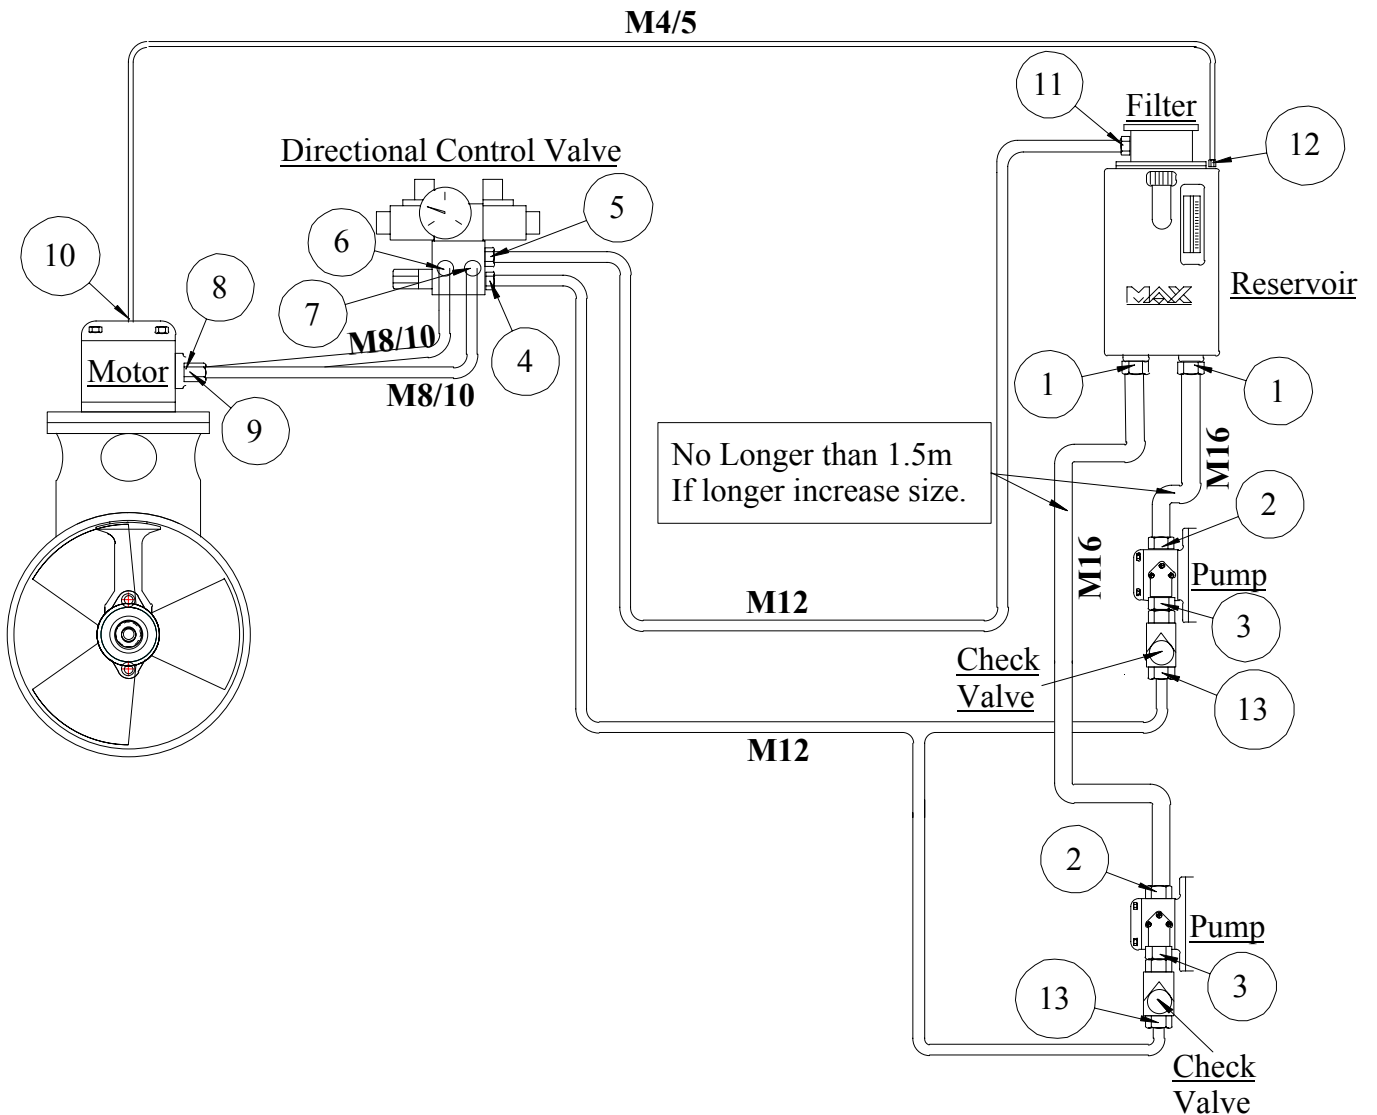 M4/5
11
Filter
12
Directional Control Valve
5
6
10
8
7
4
Reservoir
MAX
M8/10
Motor
M8/10
9
1
1
No Longer than 1.5m
If longer increase size.
M16
2
M16
Pump
M12
3
Check
Valve
13
M12
2
Pump
3
13
Check
Valve